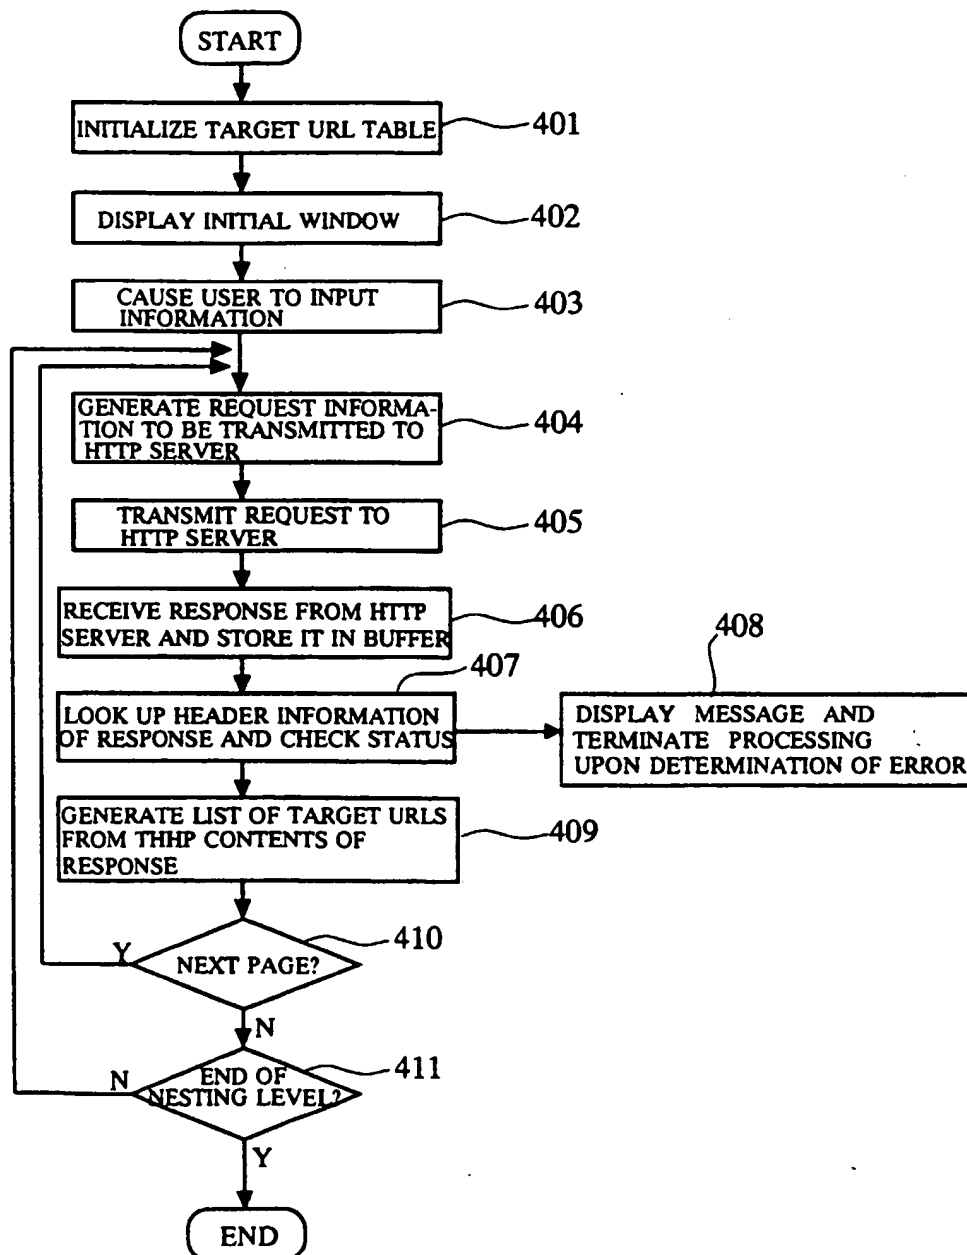 START
INITIALIZE TARGET URL TABLE
401
DISPLAY INITIAL WINDOW
402
CAUSE USER TO INPUT
INFORMATION
403
GENERATE REQUEST INFORMA-
TION TO BE TRANSMITTED TO
HTTP SERVER
404
TRANSMIT REQUEST TO
HTTP SERVER
405
RECEIVE RESPONSE FROM HTTP
SERVER AND STORE IT IN BUFFER
406
407
LOOK UP HEADER INFORMATION
OF RESPONSE AND CHECK STATUS
408
DISPLAY MESSAGE AND
TERMINATE PROCESSING
UPON DETERMINATION OF ERROR
GENERATE LIST OF TARGET URLS
FROM THHP CONTENTS OF
RESPONSE
409
410
Y
NEXT PAGE?
N
411
N
END OF
NESTING LEVEL?
Y
END